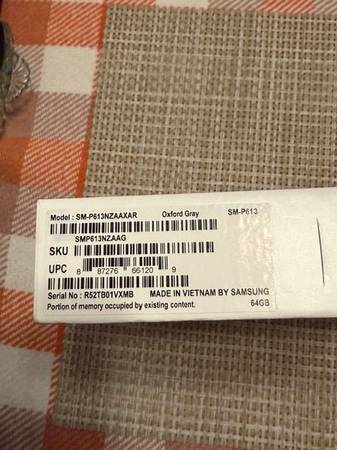 Model : SM-P613NZAAXAR Oxford Gray SM-P613
SMP613NZAAG
SKU
UPC 8 87276 66120 9
Serial No : R52TB01VXMB MADE IN VIETNAM BY SAMSUNG
Portion of memory occupied by existing content. 64GB